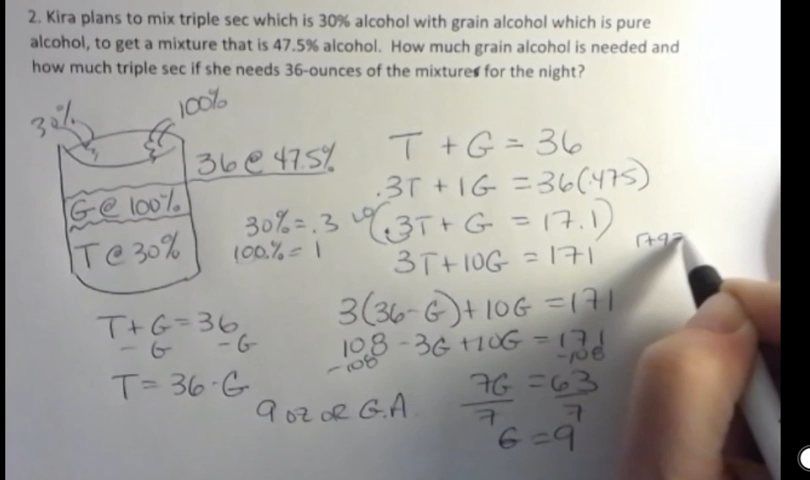 2. Kira plans to mix triple sec which is 30% alcohol with grain alcohol which is pure
alcohol, to get a mixture that is 47.5% alcohol. How much grain alcohol is needed and
how much triple sec if she needs 36-ounces of the mixtures for the night?
30%
100%
36 @ 47.5%
G @ 100%
T @ 30%
30% = .3
100.% = 1
T + G = 36
.3T + 1G = 36(.475)
10(.3T + G = 17.1)
3T + 10G = 171
T + G = 36
- G -G
T = 36 - G
3(36 - G) + 10G = 171
108 - 3G + 10G = 171
-108 -108
7G = 63
7 7
G = 9
9 oz OR G.A.
T+9=